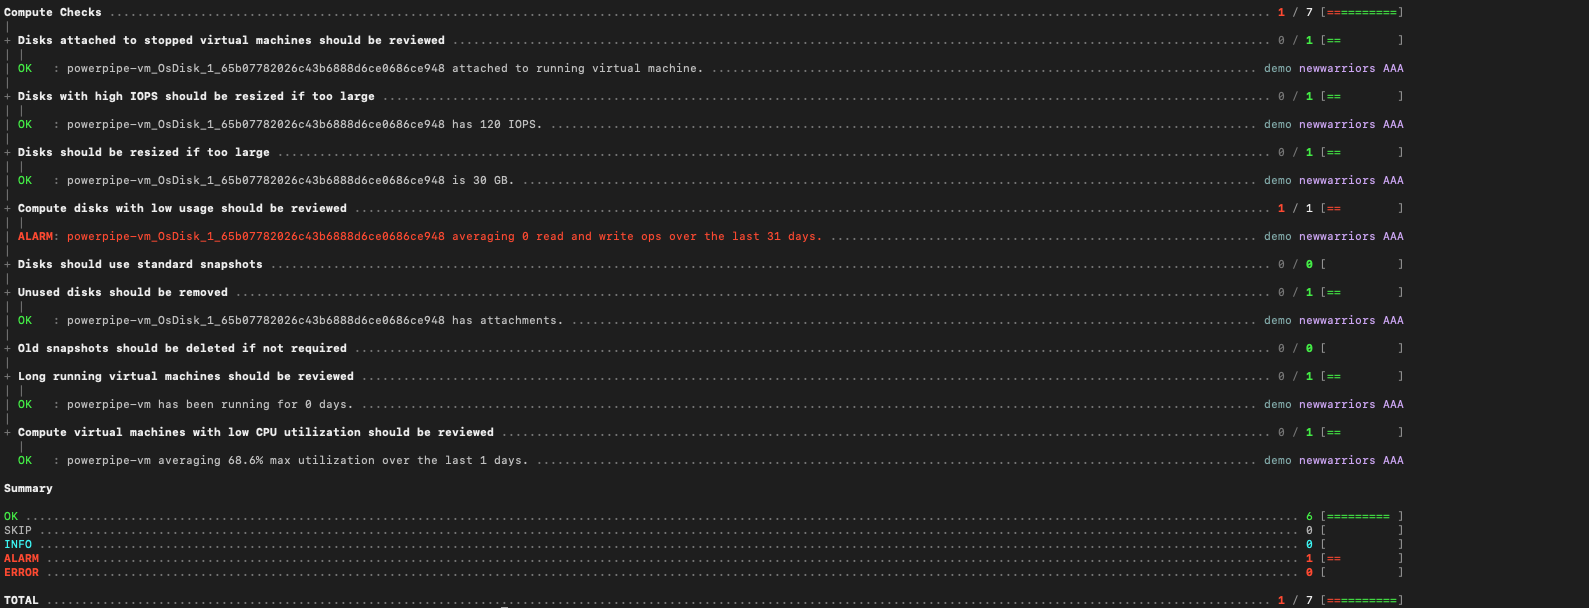 Compute Checks ........................................ 1 / 7 [==========]
|
+ Disks attached to stopped virtual machines should be reviewed ........................................ 0 / 1 [==        ]
| |
| OK   : powerpipe-vm_OsDisk_1_65b07782026c43b6888d6ce0686ce948 attached to running virtual machine. ........................................ demo newwarriors AAA
|
+ Disks with high IOPS should be resized if too large ........................................ 0 / 1 [==        ]
| |
| OK   : powerpipe-vm_OsDisk_1_65b07782026c43b6888d6ce0686ce948 has 120 IOPS. ........................................ demo newwarriors AAA
|
+ Disks should be resized if too large ........................................ 0 / 1 [==        ]
| |
| OK   : powerpipe-vm_OsDisk_1_65b07782026c43b6888d6ce0686ce948 is 30 GB. ........................................ demo newwarriors AAA
|
+ Compute disks with low usage should be reviewed ........................................ 1 / 1 [==        ]
| |
| ALARM: powerpipe-vm_OsDisk_1_65b07782026c43b6888d6ce0686ce948 averaging 0 read and write ops over the last 31 days. ........................................ demo newwarriors AAA
|
+ Disks should use standard snapshots ........................................ 0 / 0 [          ]
|
+ Unused disks should be removed ........................................ 0 / 1 [==        ]
| |
| OK   : powerpipe-vm_OsDisk_1_65b07782026c43b6888d6ce0686ce948 has attachments. ........................................ demo newwarriors AAA
|
+ Old snapshots should be deleted if not required ........................................ 0 / 0 [          ]
|
+ Long running virtual machines should be reviewed ........................................ 0 / 1 [==        ]
| |
| OK   : powerpipe-vm has been running for 0 days. ........................................ demo newwarriors AAA
|
+ Compute virtual machines with low CPU utilization should be reviewed ........................................ 0 / 1 [==        ]
  |
  OK   : powerpipe-vm averaging 68.6% max utilization over the last 1 days. ........................................ demo newwarriors AAA
Summary
OK ........................................ 6 [========= ]
SKIP ........................................ 0 [          ]
INFO ........................................ 0 [          ]
ALARM ........................................ 1 [==        ]
ERROR ........................................ 0 [          ]
TOTAL ........................................ 1 / 7 [==========]